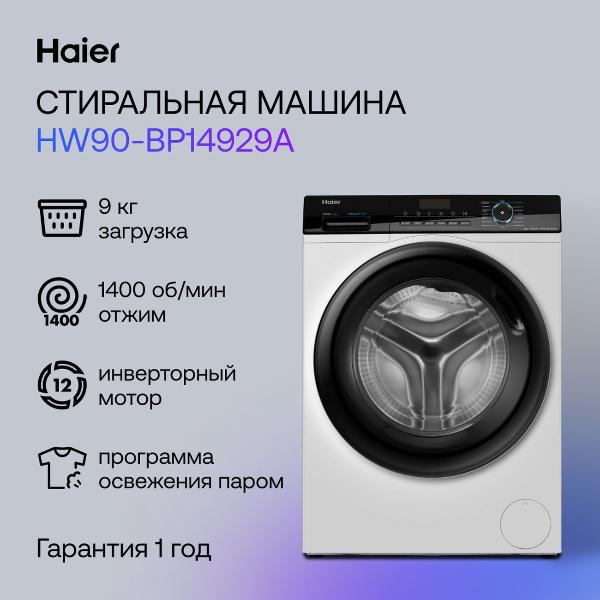 Haier
СТИРАЛЬНАЯ МАШИНА
HW90-BP14929A
9 кг
загрузка
1400 об/мин
отжим
1400
12
инверторный
мотор
программа
освежения паром
Гарантия 1 год
Haier